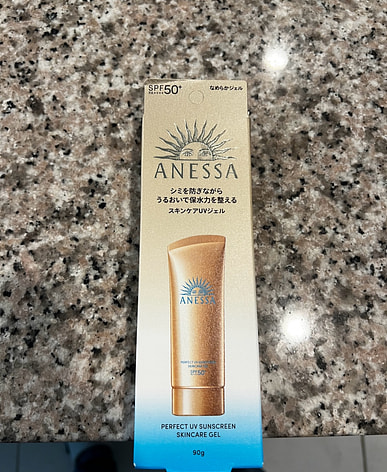 SPF50+
PA++++
なめらかジェル
ANESSA
シミを防ぎながら
うるおいで保水力を整える
スキンケアUVジェル
ANESSA
PERFECT UV SUNSCREEN
SKINCARE GEL
90g